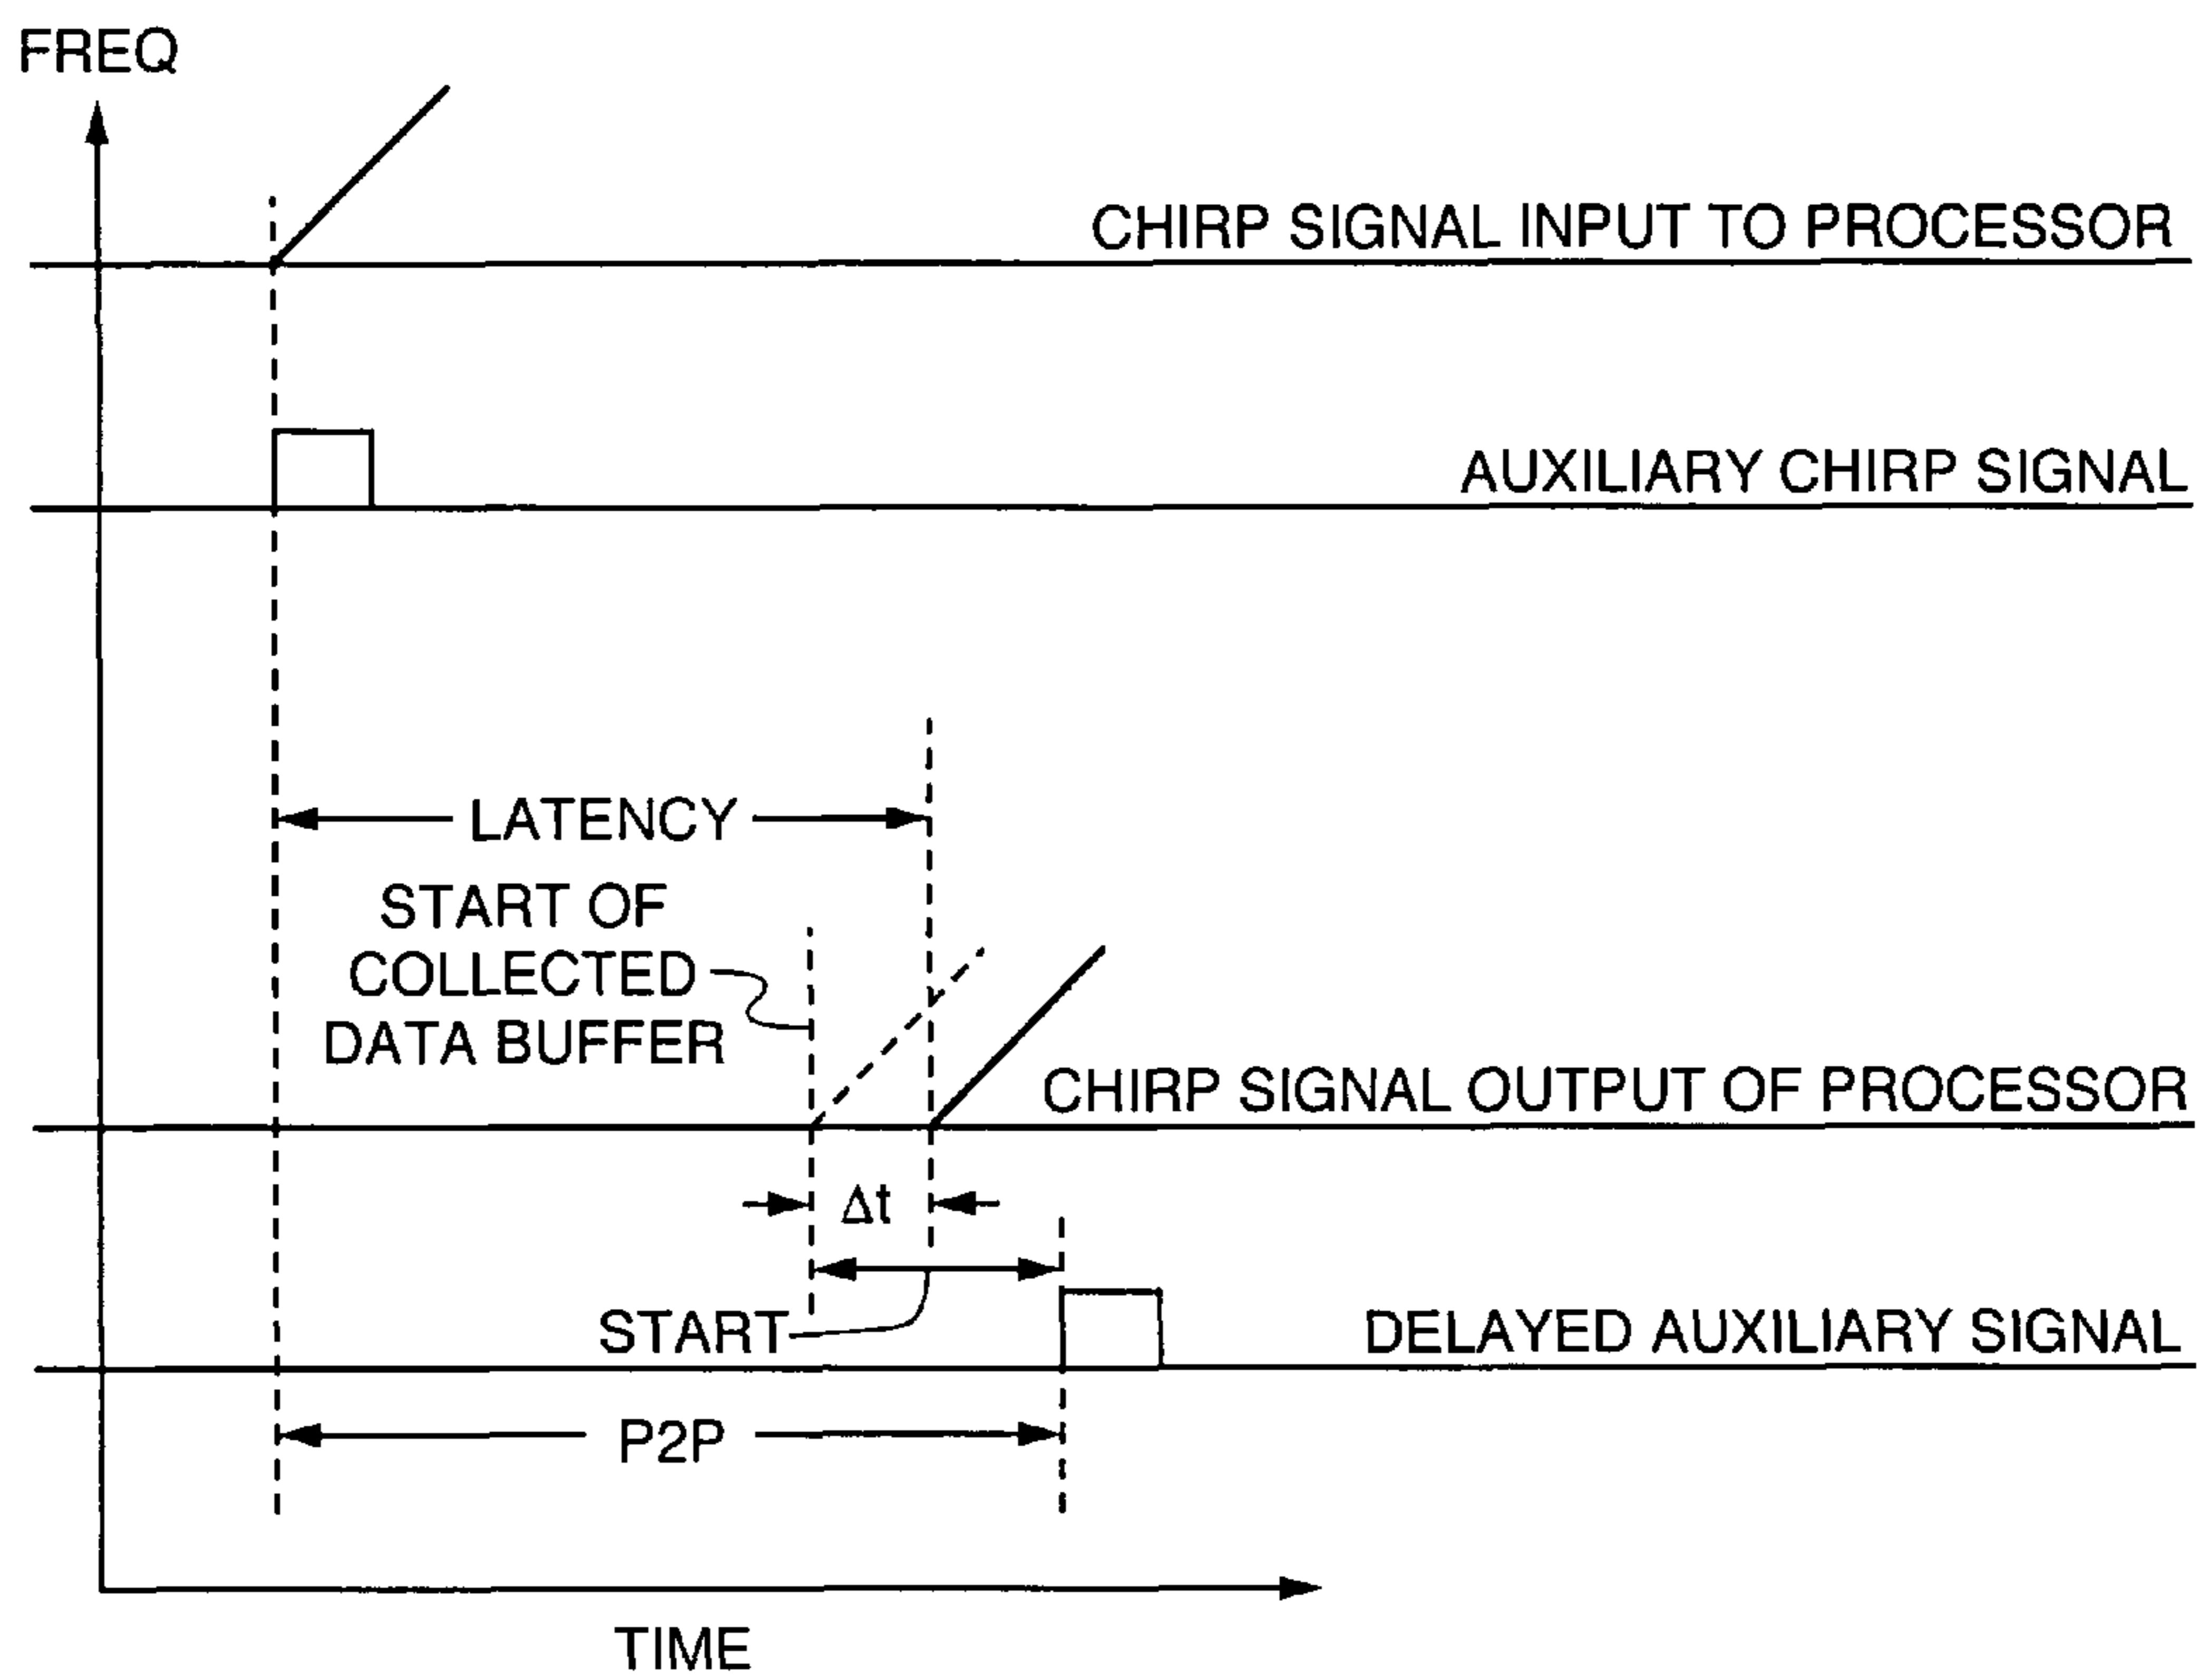 FREQ
CHIRP SIGNAL INPUT TO PROCESSOR
AUXILIARY CHIRP SIGNAL
LATENCY
START OF
COLLECTED
DATA BUFFER
CHIRP SIGNAL OUTPUT OF PROCESSOR
Δt
START
DELAYED AUXILIARY SIGNAL
P2P
TIME